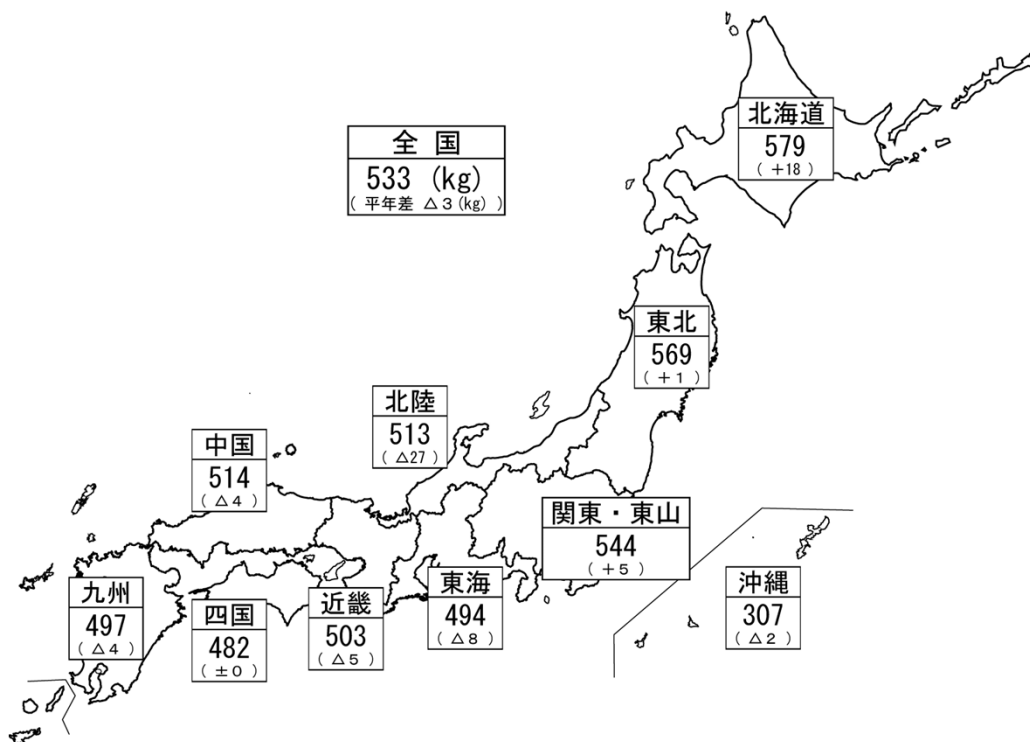 全 国
533 (kg)
( 平年差 △3(kg) )
北海道
579
( +18 )
東北
569
( +1 )
北陸
513
( △27 )
中国
514
( △4 )
関東・東山
544
( +5 )
東海
494
( △8 )
近畿
503
( △5 )
四国
482
( ±0 )
九州
497
( △4 )
沖縄
307
( △2 )